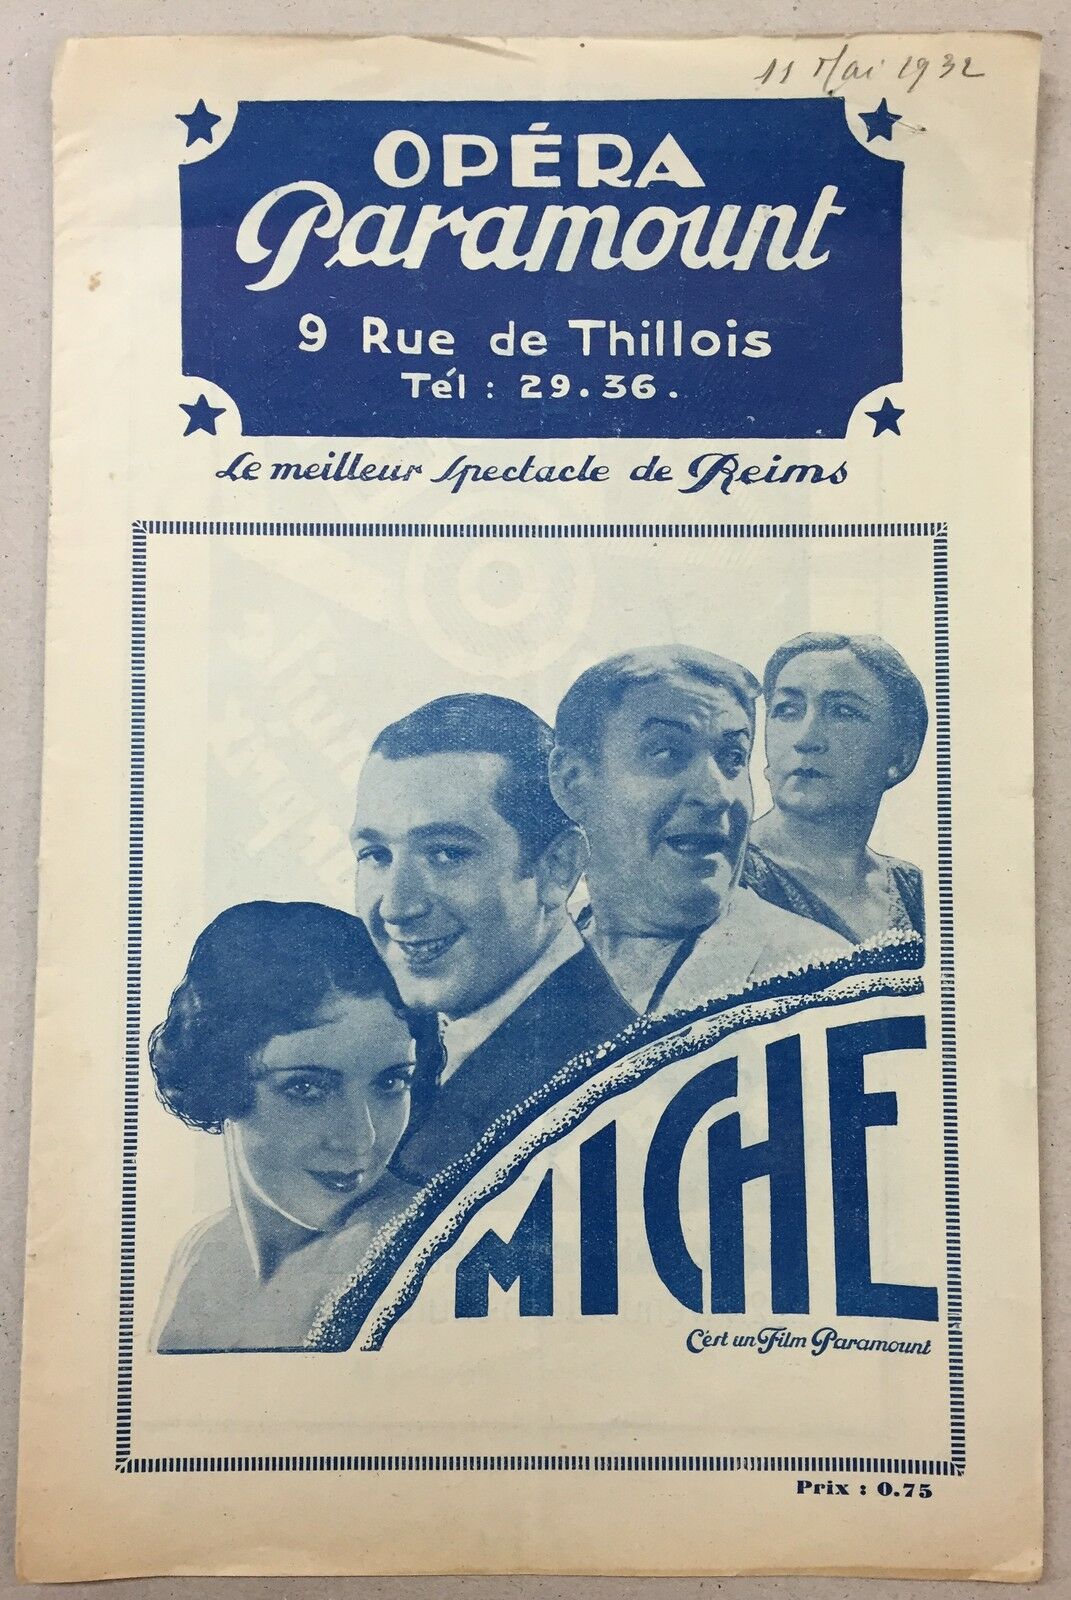 11 Mai 1932
OPÉRA
Paramount
9 Rue de Thillois
Tél : 29.36.
Le meilleur spectacle de Reims
MICHE
C'est un Film Paramount
Prix : 0.75